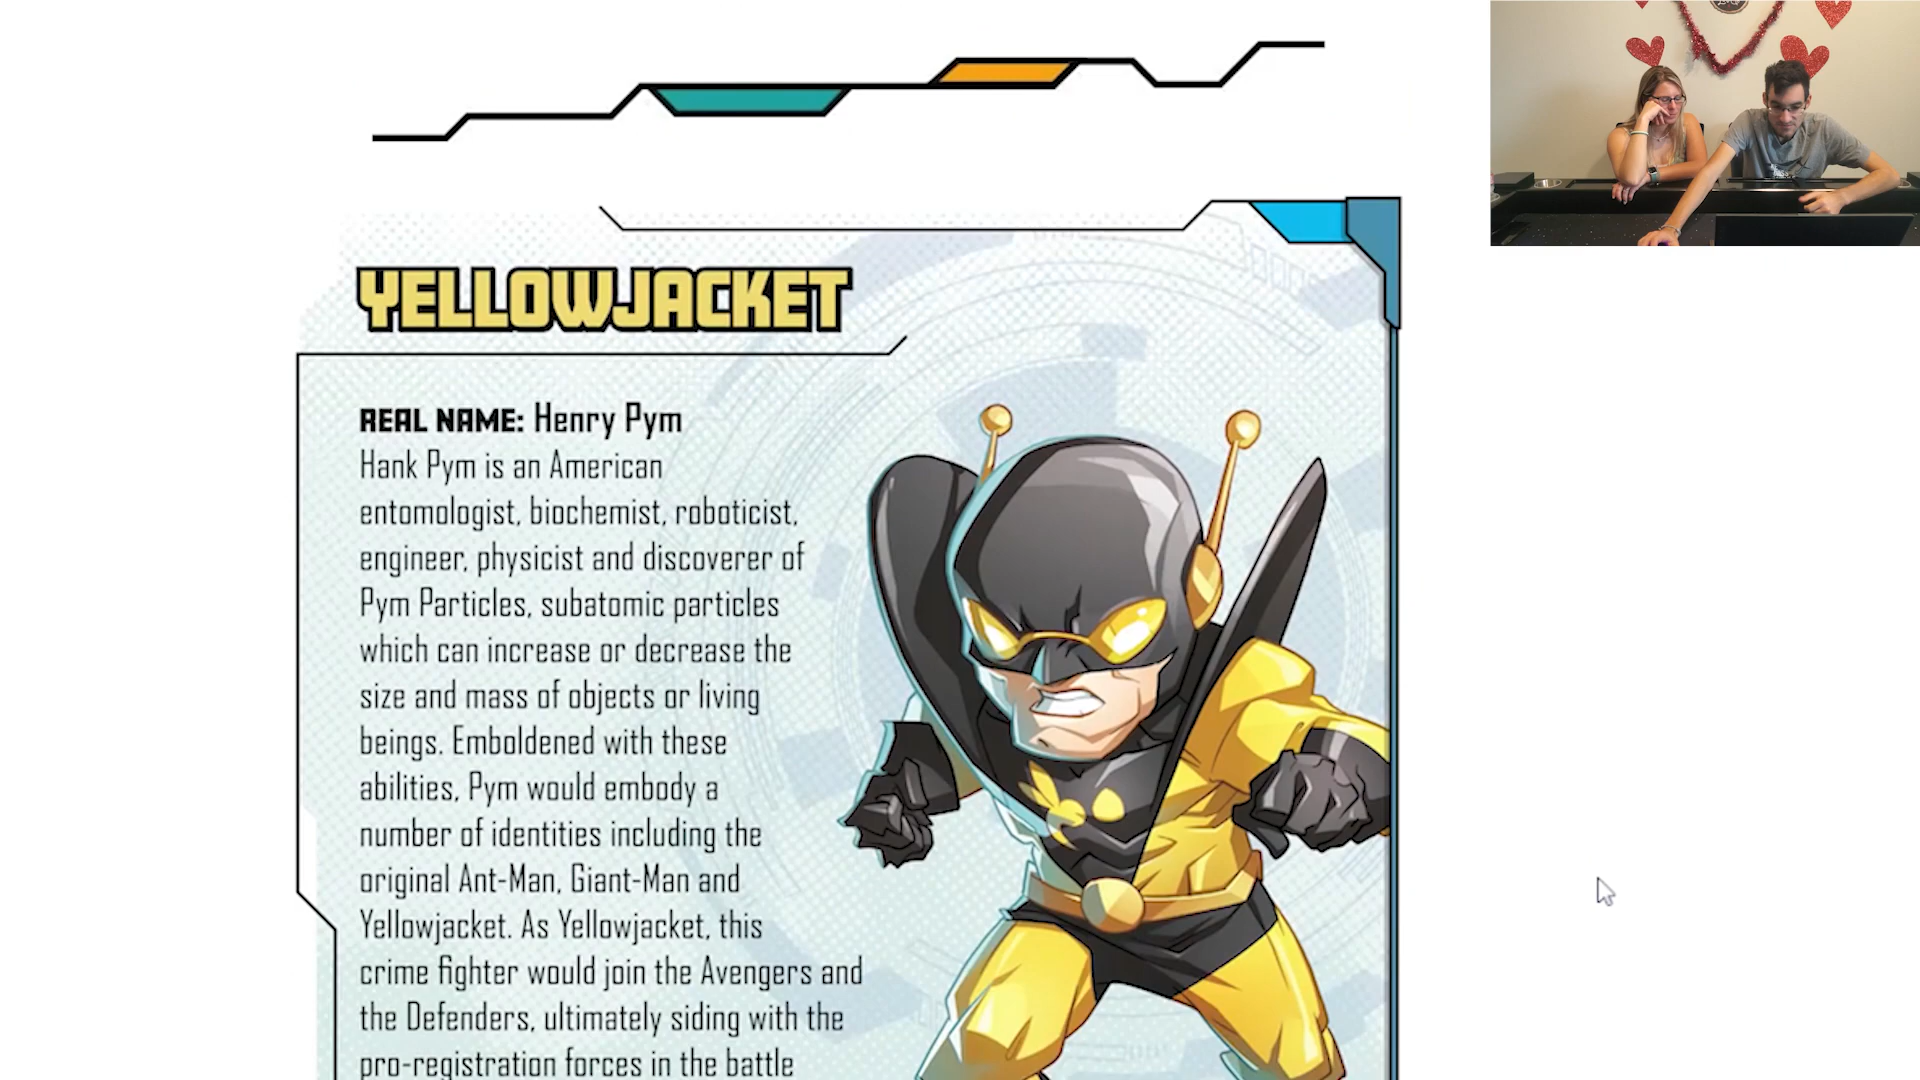 YELLOWJACKET
REAL NAME: Henry Pym
Hank Pym is an American
entomologist, biochemist, roboticist,
engineer, physicist and discoverer of
Pym Particles, subatomic particles
which can increase or decrease the
size and mass of objects or living
beings. Emboldened with these
abilities, Pym would embody a
number of identities including the
original Ant-Man, Giant-Man and
Yellowjacket. As Yellowjacket, this
crime fighter would join the Avengers and
the Defenders, ultimately siding with the
pro-registration forces in the battle